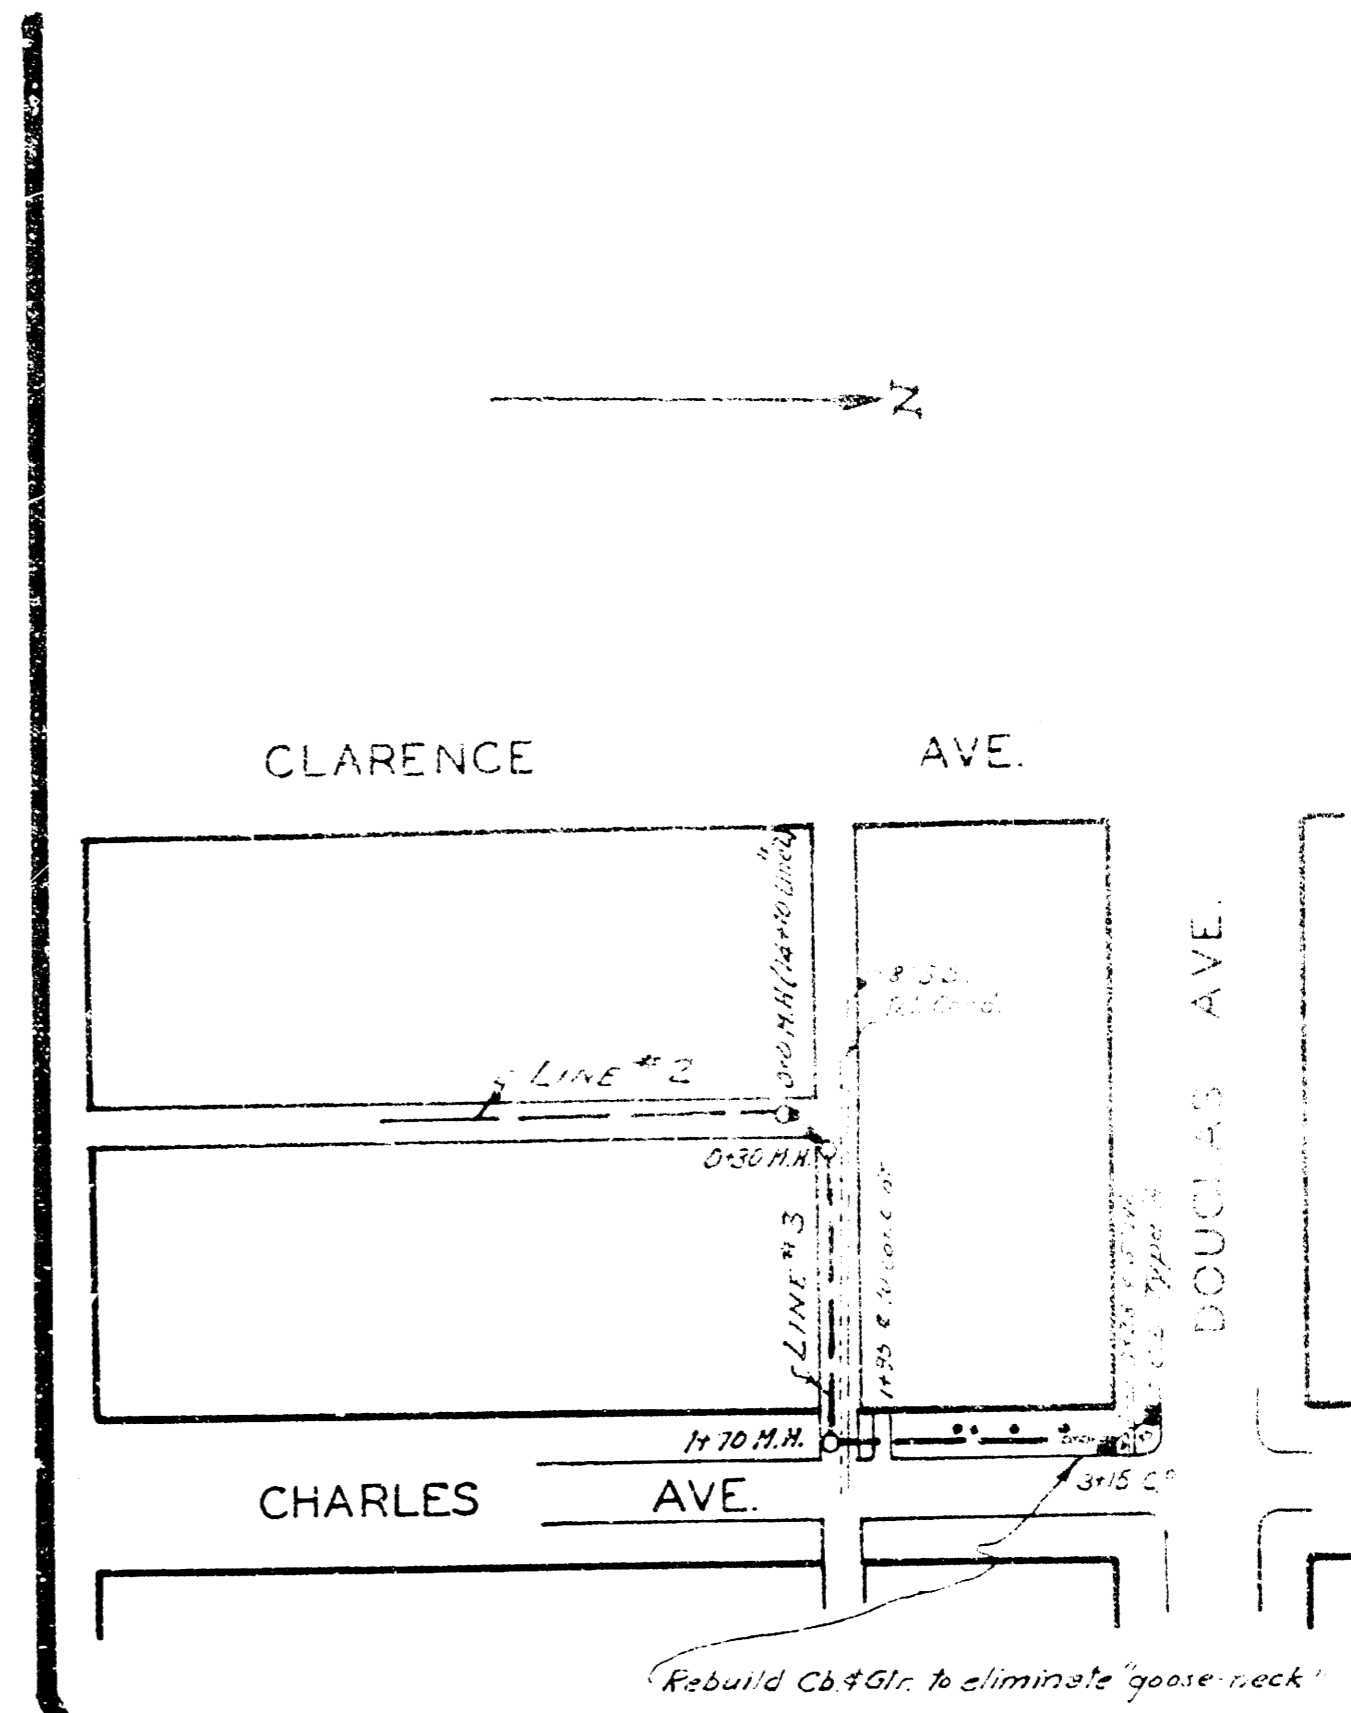 N
CLARENCE AVE.
DOUGLAS AVE.
LINE #2
0+30 M.H.
LINE #3
1+70 M.H.
3+15
CHARLES AVE.
Rebuild Cb. & Gtr. to eliminate "goose-neck"